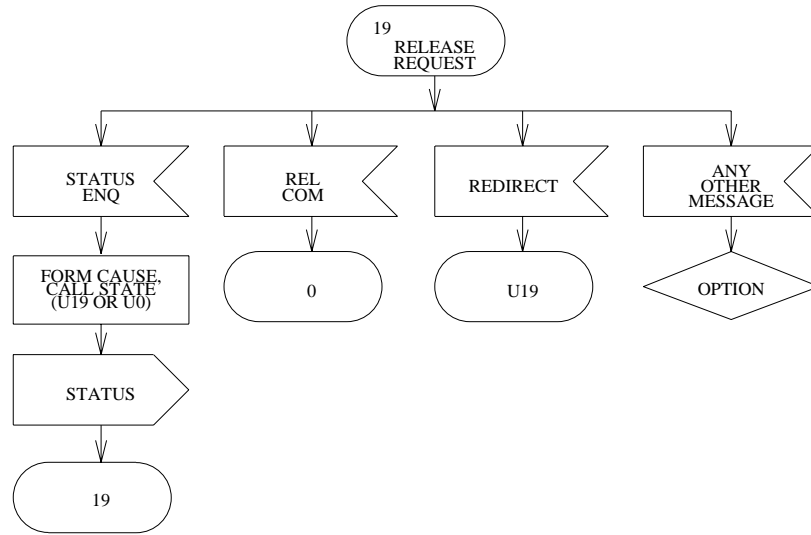 19
RELEASE
REQUEST
STATUS
ENQ
REL
COM
REDIRECT
ANY
OTHER
MESSAGE
FORM CAUSE,
CALL STATE
(U19 OR U0)
0
U19
OPTION
STATUS
19